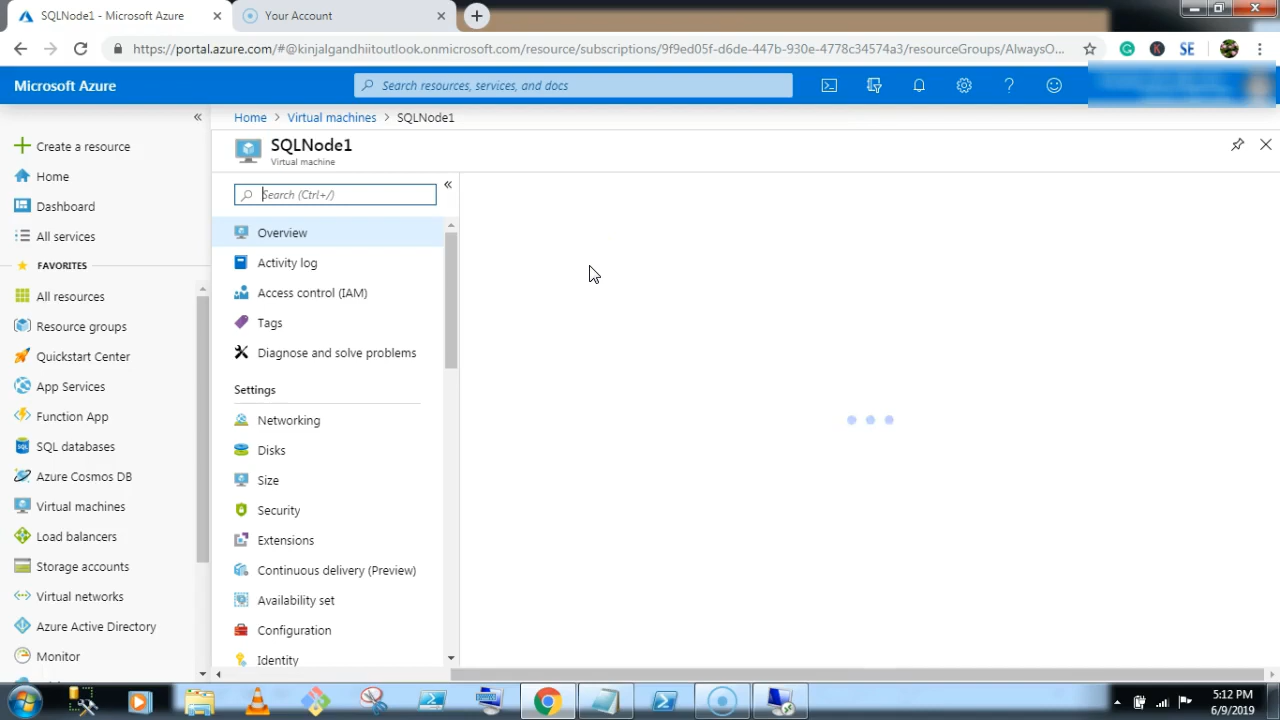 SQLNode1 - Microsoft Azure
Your Account
https://portal.azure.com/#@kinjalgandhiitoutlook.onmicrosoft.com/resource/subscriptions/9f9ed05f-d6de-447b-930e-4778c34574a3/resourceGroups/AlwaysO...
SE
Microsoft Azure
Search resources, services, and docs
Create a resource
Home
Dashboard
All services
FAVORITES
All resources
Resource groups
Quickstart Center
App Services
Function App
SQL databases
Azure Cosmos DB
Virtual machines
Load balancers
Storage accounts
Virtual networks
Azure Active Directory
Monitor
Home > Virtual machines > SQLNode1
SQLNode1
Virtual machine
Search (Ctrl+/)
Overview
Activity log
Access control (IAM)
Tags
Diagnose and solve problems
Settings
Networking
Disks
Size
Security
Extensions
Continuous delivery (Preview)
Availability set
Configuration
Identity
5:12 PM
6/9/2019